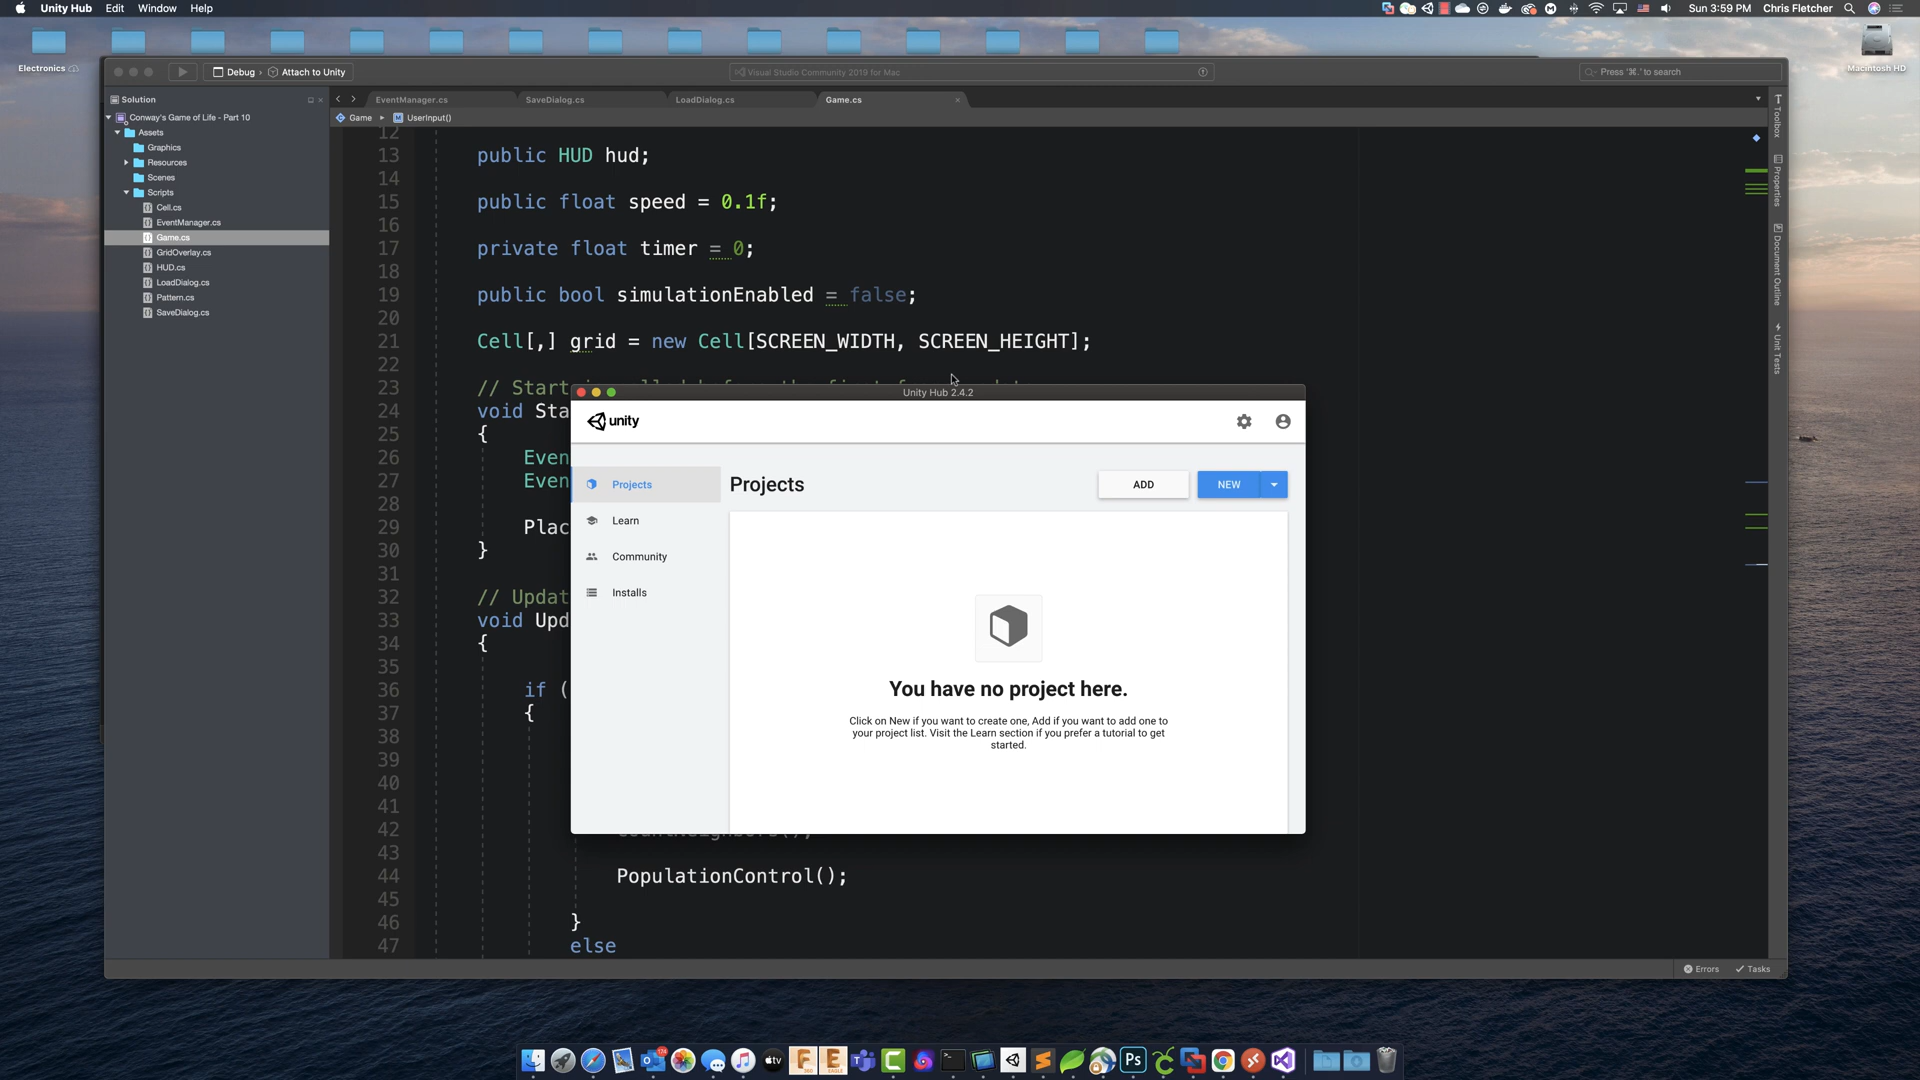 Unity Hub Edit Window Help
Sun 3:59 PM Chris Fletcher
Electronics
Macintosh HD
Debug › Attach to Unity
Visual Studio Community 2019 for Mac
Press '⌘.' to search
Solution
EventManager.cs SaveDialog.cs LoadDialog.cs Game.cs
Game ▸ UserInput()
Conway's Game of Life - Part 10
Assets
Graphics
Resources
Scenes
Scripts
Cell.cs
EventManager.cs
Game.cs
GridOverlay.cs
HUD.cs
LoadDialog.cs
Pattern.cs
SaveDialog.cs
12
13 public HUD hud;
14
15 public float speed = 0.1f;
16
17 private float timer = 0;
18
19 public bool simulationEnabled = false;
20
21 Cell[,] grid = new Cell[SCREEN_WIDTH, SCREEN_HEIGHT];
22
23 // Start
24 void Sta
25 {
26 Even
27 Even
28
29 Plac
30 }
31
32 // Updat
33 void Upd
34 {
35
36 if (
37 {
38
39
40
41
42
43
44 PopulationControl();
45
46 }
47 else
Unity Hub 2.4.2
unity
Projects
Learn
Community
Installs
Projects
ADD
NEW
You have no project here.
Click on New if you want to create one, Add if you want to add one to
your project list. Visit the Learn section if you prefer a tutorial to get
started.
Toolbox
Properties
Document Outline
Unit Tests
Errors Tasks